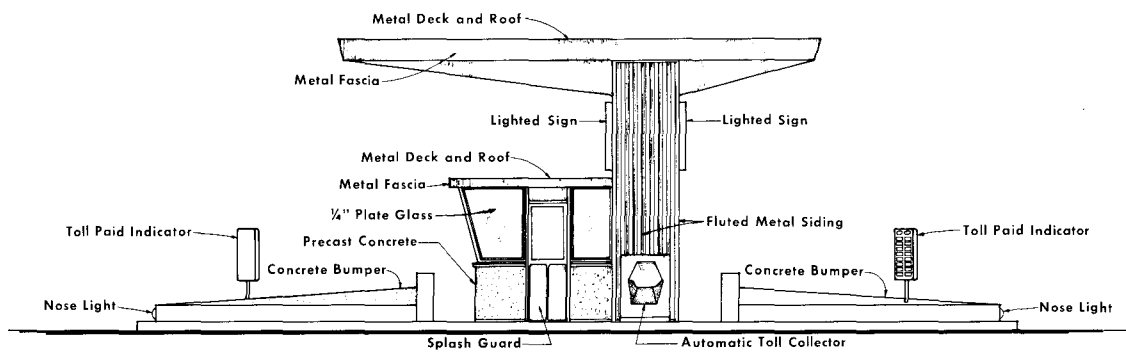 Metal Deck and Roof
Metal Fascia
Lighted Sign
Lighted Sign
Metal Deck and Roof
Metal Fascia
¼" Plate Glass
Fluted Metal Siding
Toll Paid Indicator
Toll Paid Indicator
Precast Concrete
Concrete Bumper
Concrete Bumper
Nose Light
Nose Light
Splash Guard
Automatic Toll Collector